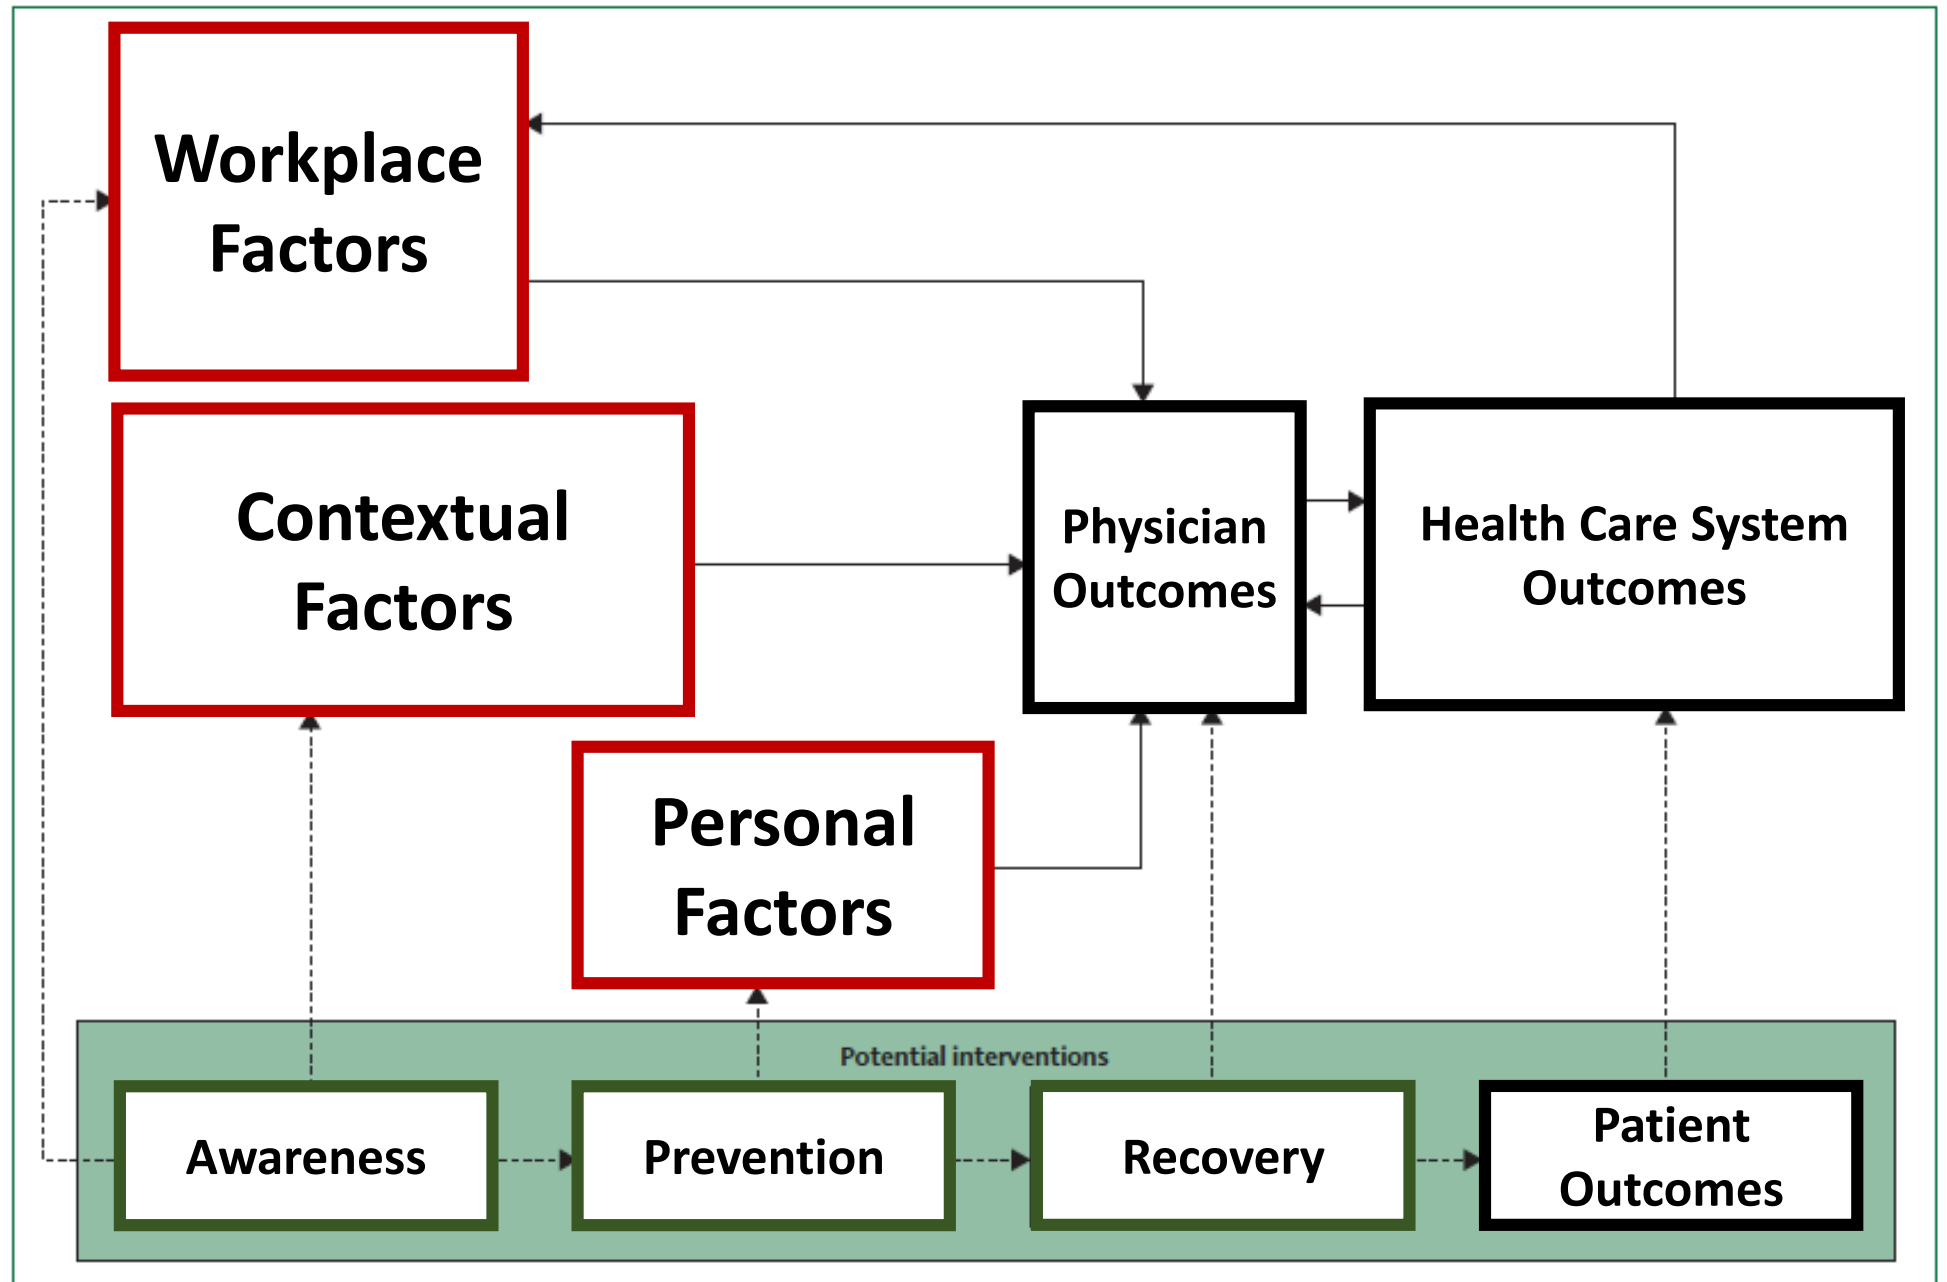 Workplace
Factors
Contextual
Factors
Physician
Outcomes
Health Care System
Outcomes
Personal
Factors
Potential interventions
Awareness
Prevention
Recovery
Patient
Outcomes